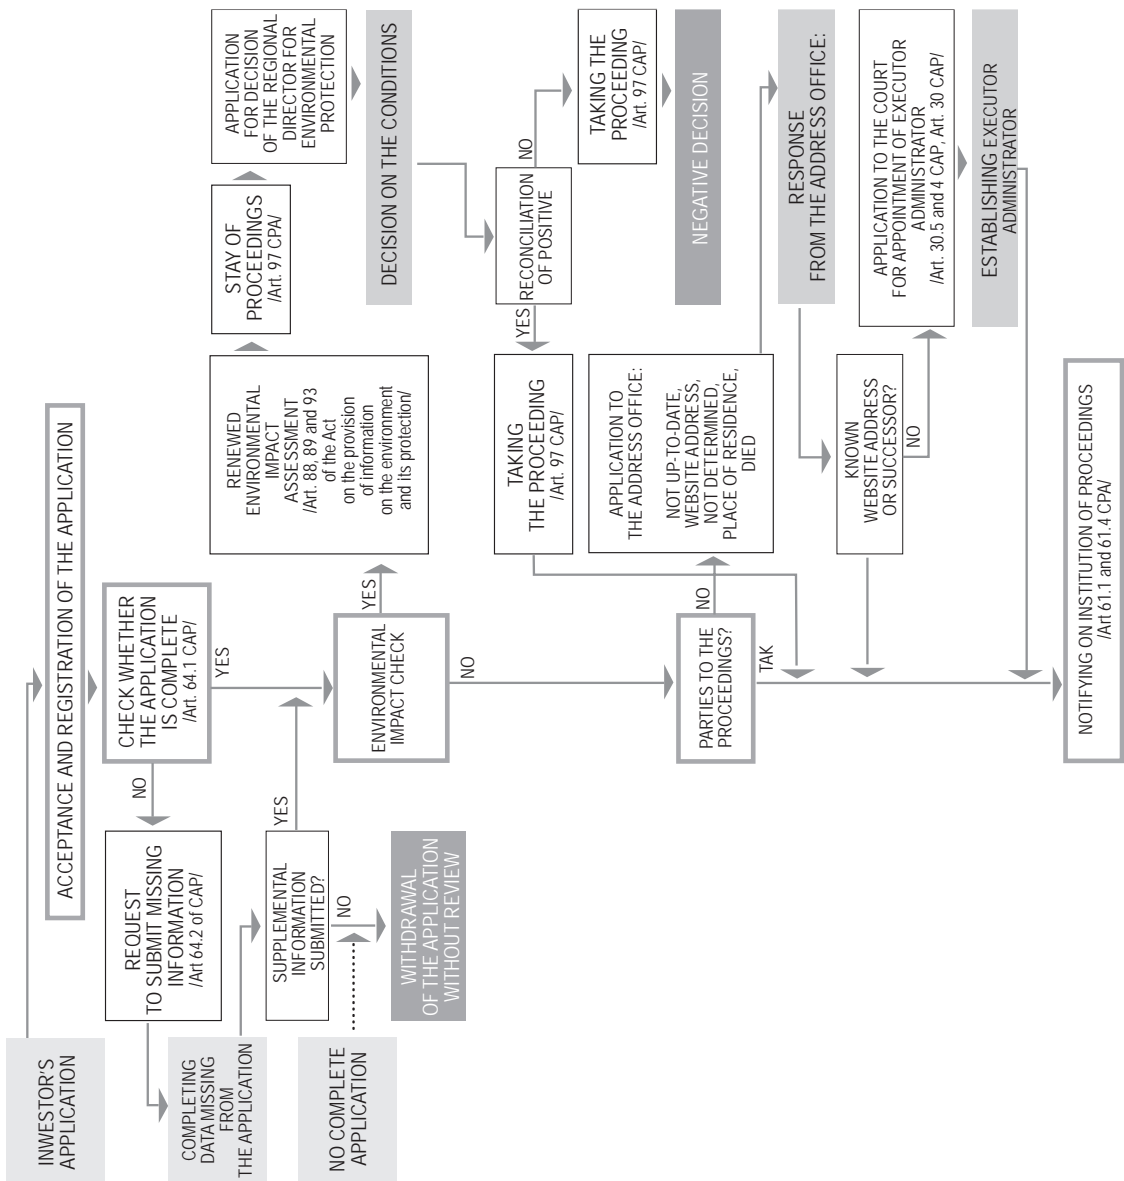 INWESTOR'S
APPLICATION
ACCEPTANCE AND REGISTRATION OF THE APPLICATION
CHECK WHETHER
THE APPLICATION
IS COMPLETE
/Art. 64.1 CAP/
NO
YES
REQUEST
TO SUBMIT MISSING
INFORMATION
/Art 64.2 of CAP/
COMPLETING
DATA MISSING
FROM
THE APPLICATION
SUPPLEMENTAL
INFORMATION
SUBMITTED?
YES
NO
NO COMPLETE
APPLICATION
WITHDRAWAL
OF THE APPLICATION
WITHOUT REVIEW
ENVIRONMENTAL
IMPACT CHECK
YES
NO
RENEWED
ENVIRONMENTAL
IMPACT
ASSESSMENT
/Art. 88, 89 and 93
of the Act
on the provision
of information
on the environment
and its protection/
STAY OF
PROCEEDINGS
/Art. 97 CPA/
APPLICATION
FOR DECISION
OF THE REGIONAL
DIRECTOR FOR
ENVIRONMENTAL
PROTECTION
DECISION ON THE CONDITIONS
RECONCILIATION
OF POSITIVE
YES
NO
TAKING
THE PROCEEDING
/Art. 97 CAP/
TAKING THE
PROCEEDING
/Art. 97 CAP/
NEGATIVE DECISION
PARTIES TO THE
PROCEEDINGS?
NO
TAK
APPLICATION TO
THE ADDRESS OFFICE:
NOT UP-TO-DATE,
WEBSITE ADDRESS,
NOT DETERMINED,
PLACE OF RESIDENCE,
DIED
RESPONSE
FROM THE ADDRESS OFFICE:
KNOWN
WEBSITE ADDRESS
OR SUCCESSOR?
NO
APPLICATION TO THE COURT
FOR APPOINTMENT OF EXECUTOR
ADMINISTRATOR
/Art. 30.5 and 4 CAP, Art. 30 CAP/
ESTABLISHING EXECUTOR
ADMINISTRATOR
NOTIFYING ON INSTITUTION OF PROCEEDINGS
/Art 61.1 and 61.4 CPA/